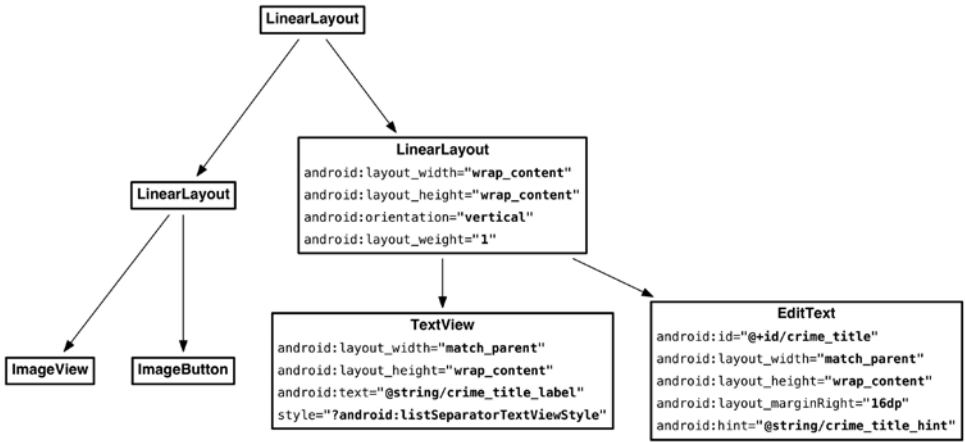 LinearLayout
LinearLayout
android:layout_width="wrap_content"
android:layout_height="wrap_content"
android:orientation="vertical"
android:layout_weight="1"
LinearLayout
ImageView
ImageButton
TextView
android:layout_width="match_parent"
android:layout_height="wrap_content"
android:text="@string/crime_title_label"
style="?android:listSeparatorTextViewStyle"
EditText
android:id="@+id/crime_title"
android:layout_width="match_parent"
android:layout_height="wrap_content"
android:layout_marginRight="16dp"
android:hint="@string/crime_title_hint"